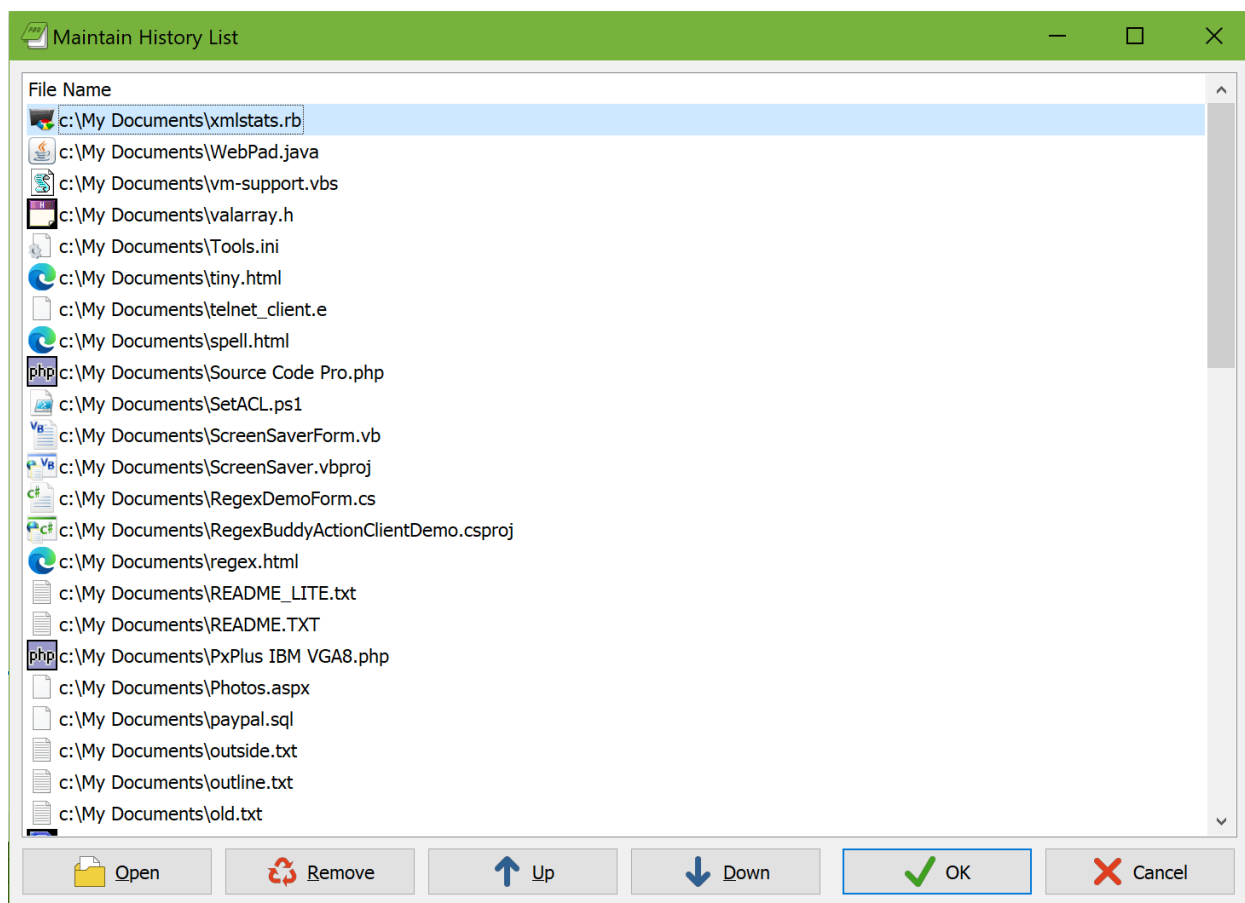 Maintain History List
File Name
c:\My Documents\xmlstats.rb
c:\My Documents\WebPad.java
c:\My Documents\vm-support.vbs
c:\My Documents\valarray.h
c:\My Documents\Tools.ini
c:\My Documents\tiny.html
c:\My Documents\telnet_client.e
c:\My Documents\spell.html
php c:\My Documents\Source Code Pro.php
c:\My Documents\SetACL.ps1
VB c:\My Documents\ScreenSaverForm.vb
VB c:\My Documents\ScreenSaver.vbproj
c# c:\My Documents\RegexDemoForm.cs
c# c:\My Documents\RegexBuddyActionClientDemo.csproj
c:\My Documents\regex.html
c:\My Documents\README_LITE.txt
c:\My Documents\README.TXT
php c:\My Documents\PxPlus IBM VGA8.php
c:\My Documents\Photos.aspx
c:\My Documents\paypal.sql
c:\My Documents\outside.txt
c:\My Documents\outline.txt
c:\My Documents\old.txt
Open Remove Up Down OK Cancel